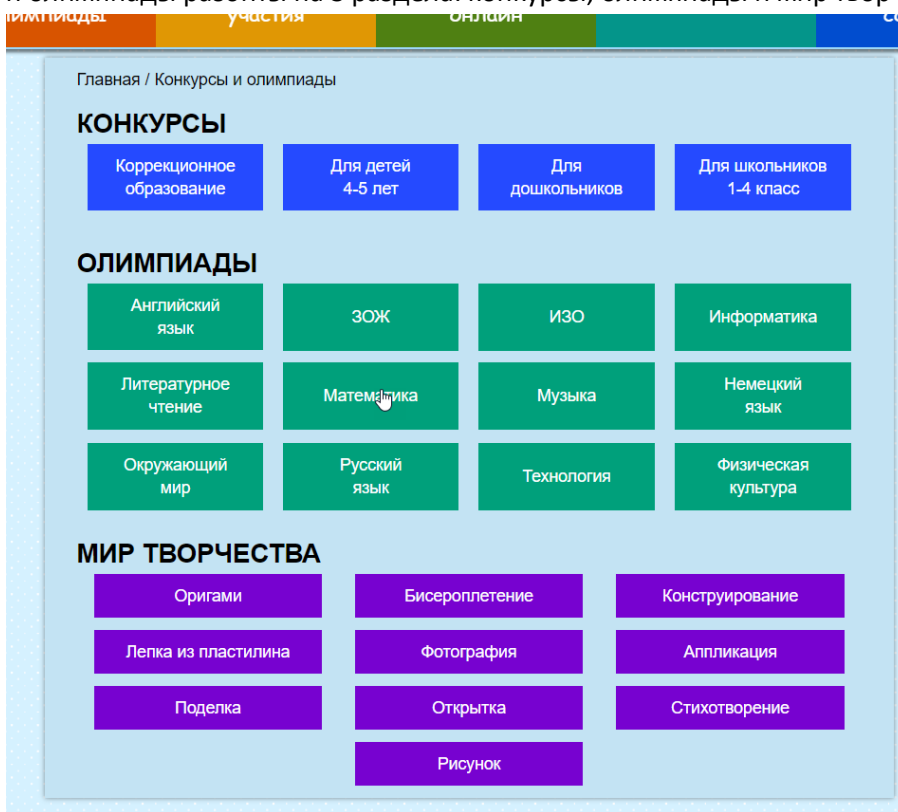 участия
Главная / Конкурсы и олимпиады
КОНКУРСЫ
Коррекционное
образование
Для детей
4-5 лет
Для
дошкольников
Для школьников
1-4 класс
ОЛИМПИАДЫ
Английский
язык
ЗОЖ
ИЗО
Информатика
Литературное
чтение
Математика
Музыка
Немецкий
язык
Окружающий
мир
Русский
язык
Технология
Физическая
культура
МИР ТВОРЧЕСТВА
Оригами
Бисероплетение
Конструирование
Лепка из пластилина
Фотография
Аппликация
Поделка
Открытка
Стихотворение
Рисунок